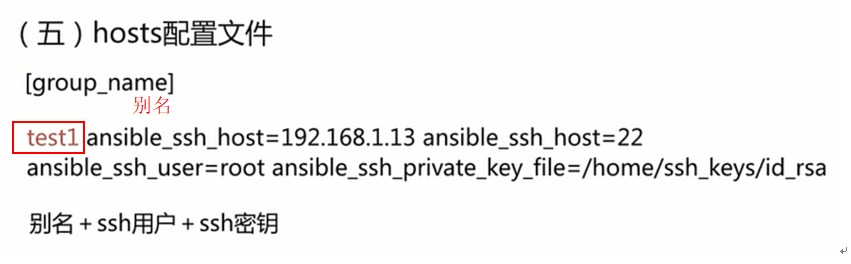 （五）hosts配置文件
[group_name]
别名
test1 ansible_ssh_host=192.168.1.13 ansible_ssh_host=22
ansible_ssh_user=root ansible_ssh_private_key_file=/home/ssh_keys/id_rsa
别名＋ssh用户＋ssh密钥